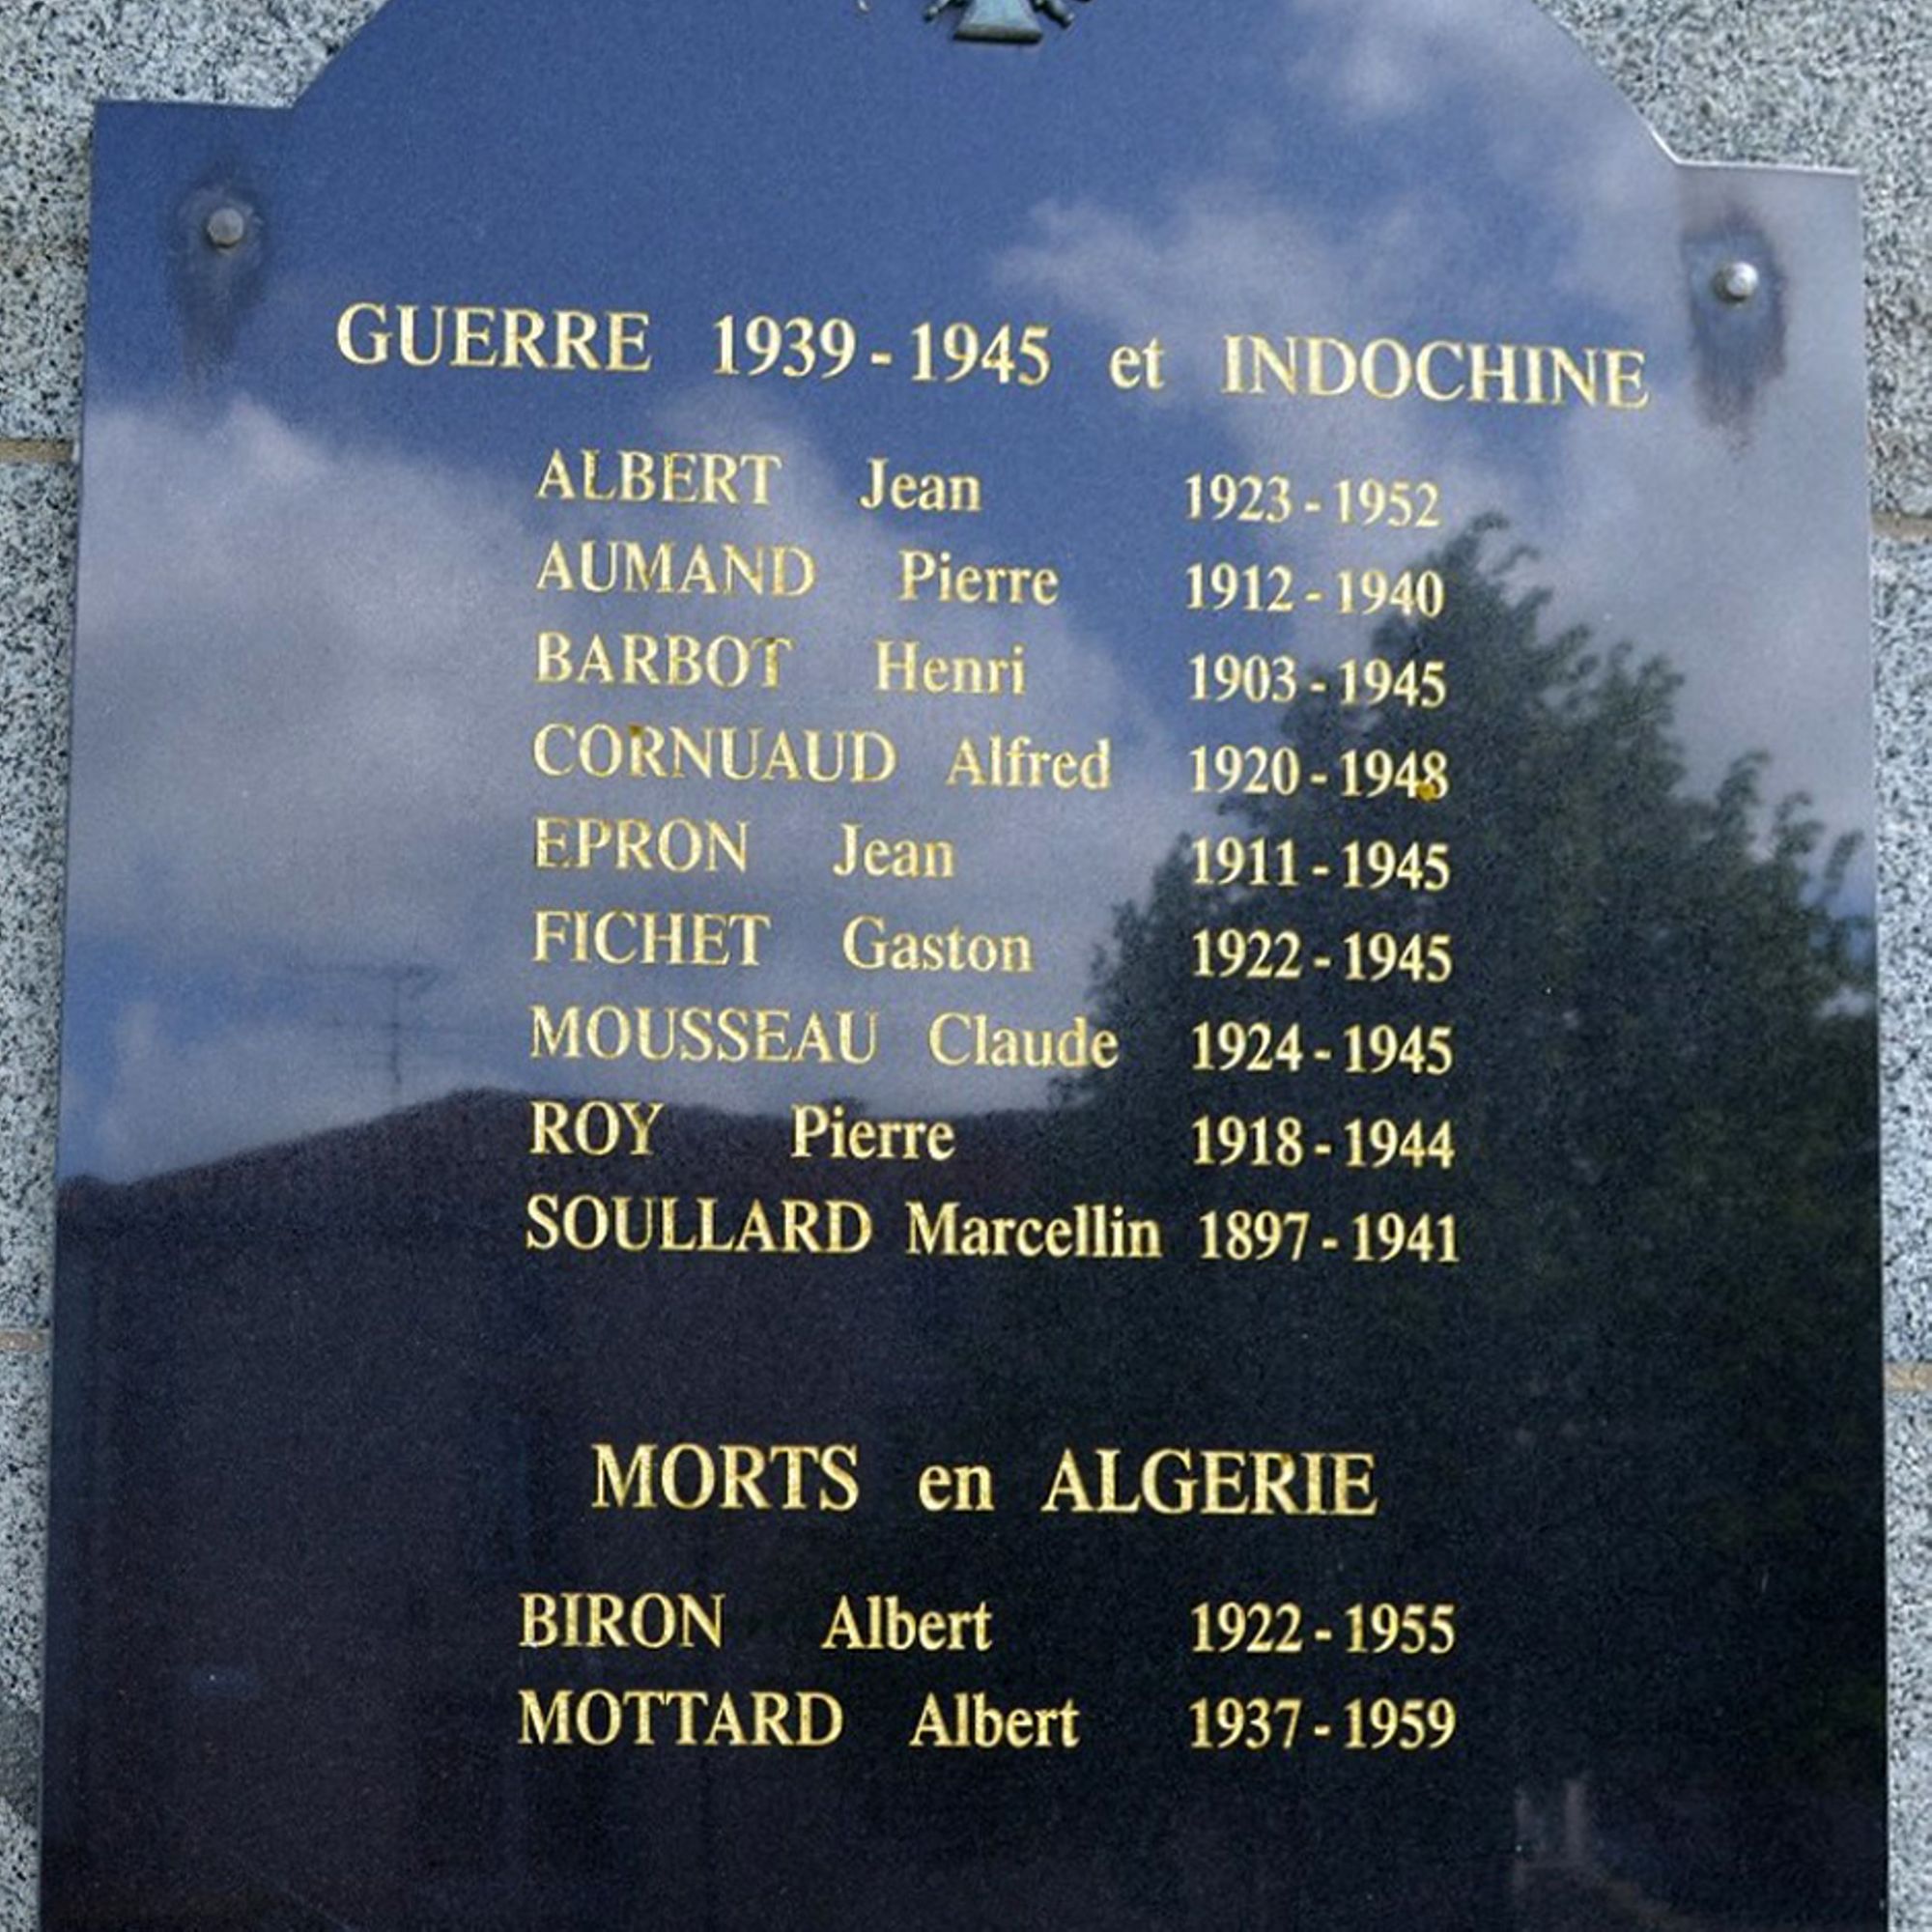 GUERRE 1939-1945 et INDOCHINE
ALBERT Jean 1923-1952
AUMAND Pierre 1912-1940
BARBOT Henri 1903-1945
CORNUAUD Alfred 1920-1948
EPRON Jean 1911-1945
FICHET Gaston 1922-1945
MOUSSEAU Claude 1924-1945
ROY Pierre 1918-1944
SOULLARD Marcellin 1897-1941
MORTS en ALGERIE
BIRON Albert 1922-1955
MOTTARD Albert 1937-1959